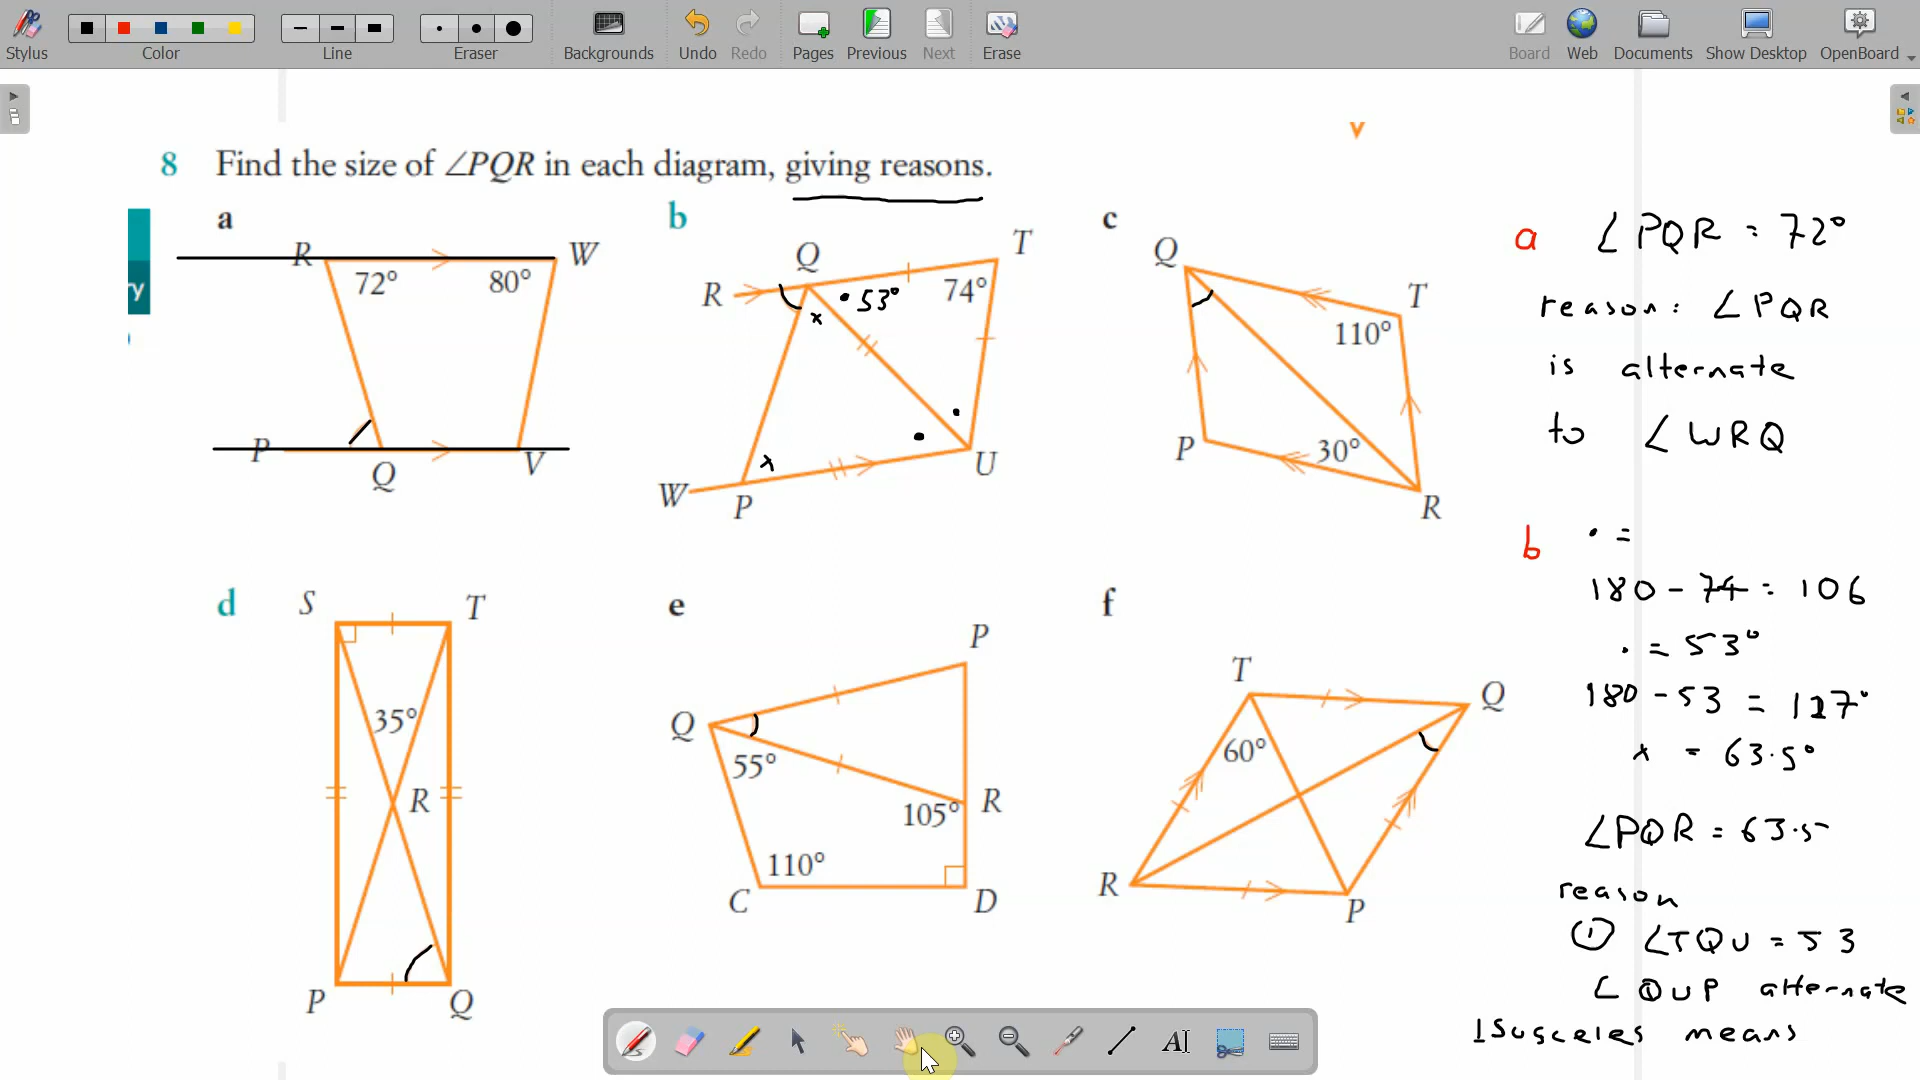 Stylus Color Line Eraser Backgrounds Undo Redo Pages Previous Next Erase Board Web Documents Show Desktop OpenBoard
8 Find the size of ∠PQR in each diagram, giving reasons.
ry
a
R W
72° 80°
P Q V
b
Q T
R •53° 74°
x
x
W P U
c
Q T
110°
P 30°
R
d
S T
35°
R
P Q
e
P
Q
55°
105° R
110°
C D
f
T Q
60°
R P
a ∠PQR = 72°
reason: ∠PQR
is alternate
to ∠WRQ
b • =
180 - 74 = 106
• = 53°
180 - 53 = 127°
x = 63.5°
∠PQR = 63.5
reason
① ∠TQU = 53
∠QUP alternate
Isusceles means
AI